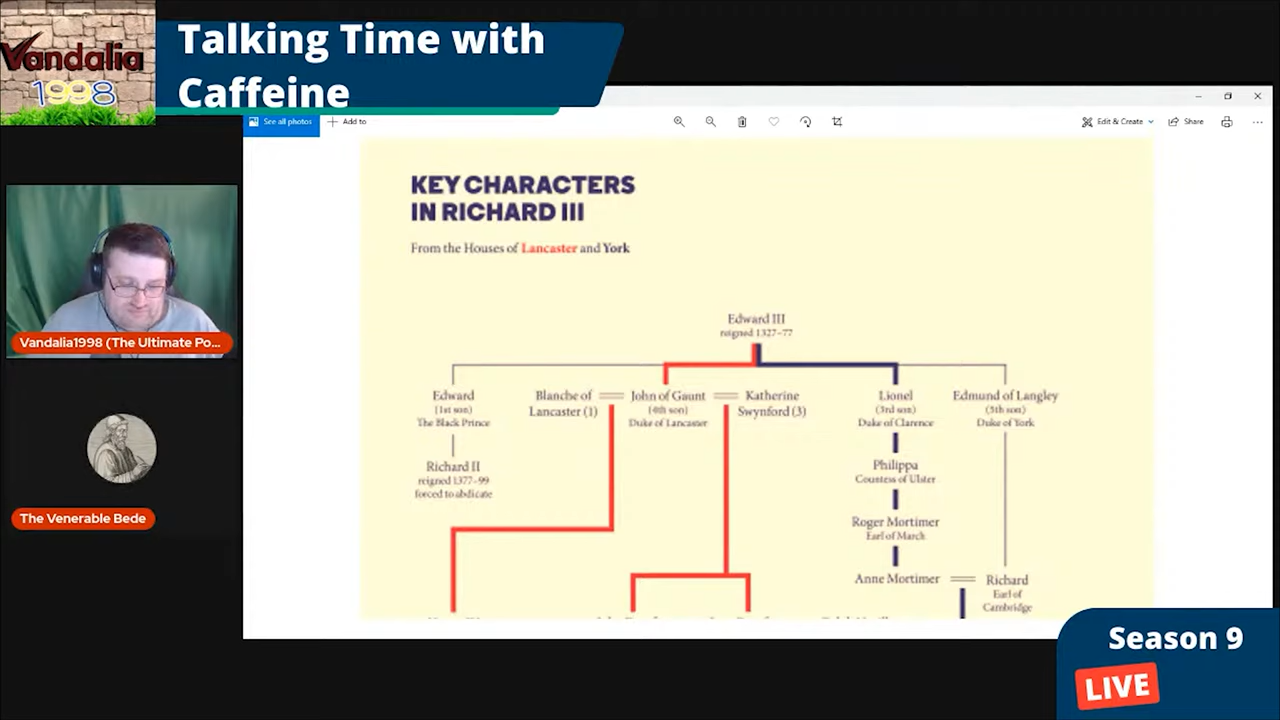 Vandalia
1998
Talking Time with
Caffeine
See all photos
Add to
Edit & Create
Share
KEY CHARACTERS
IN RICHARD III
From the Houses of Lancaster and York
Edward III
reigned 1327–77
Edward
(1st son)
The Black Prince
Blanche of
Lancaster (1)
John of Gaunt
(4th son)
Duke of Lancaster
Katherine
Swynford (3)
Lionel
(3rd son)
Duke of Clarence
Edmund of Langley
(5th son)
Duke of York
Richard II
reigned 1377–99
forced to abdicate
Philippa
Countess of Ulster
Roger Mortimer
Earl of March
Anne Mortimer
Richard
Earl of
Cambridge
Vandalia1998 (The Ultimate Po...
The Venerable Bede
Season 9
LIVE